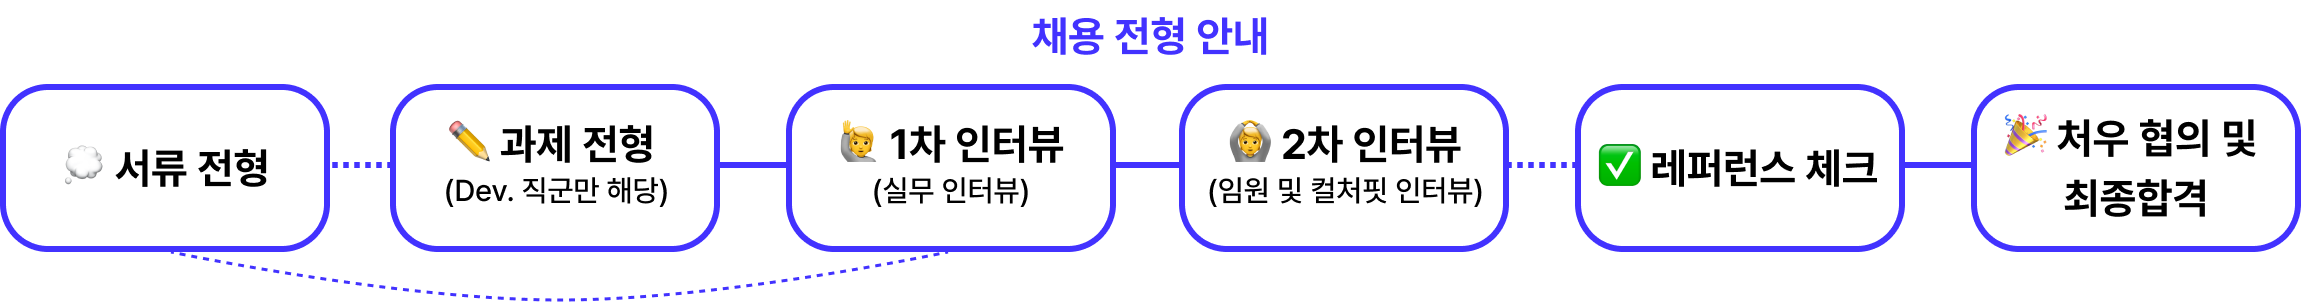 채용 전형 안내
💭 서류 전형
✏️ 과제 전형
(Dev. 직군만 해당)
🙋 1차 인터뷰
(실무 인터뷰)
🙆 2차 인터뷰
(임원 및 컬처핏 인터뷰)
✅ 레퍼런스 체크
🎉 처우 협의 및
최종합격